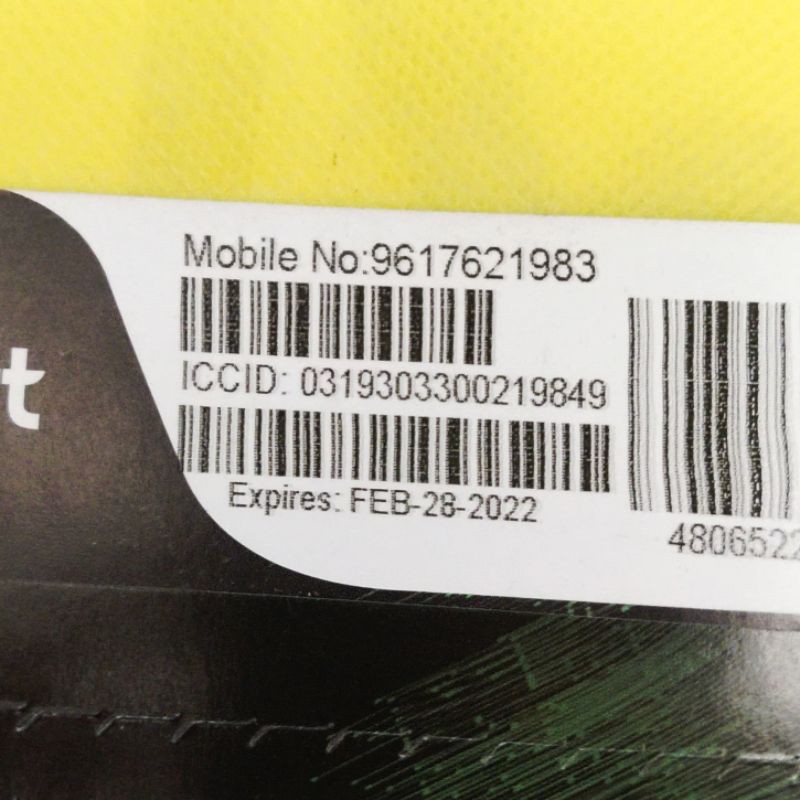 Mobile No:9617621983
ICCID: 0319303300219849
Expires: FEB-28-2022
4806522
t